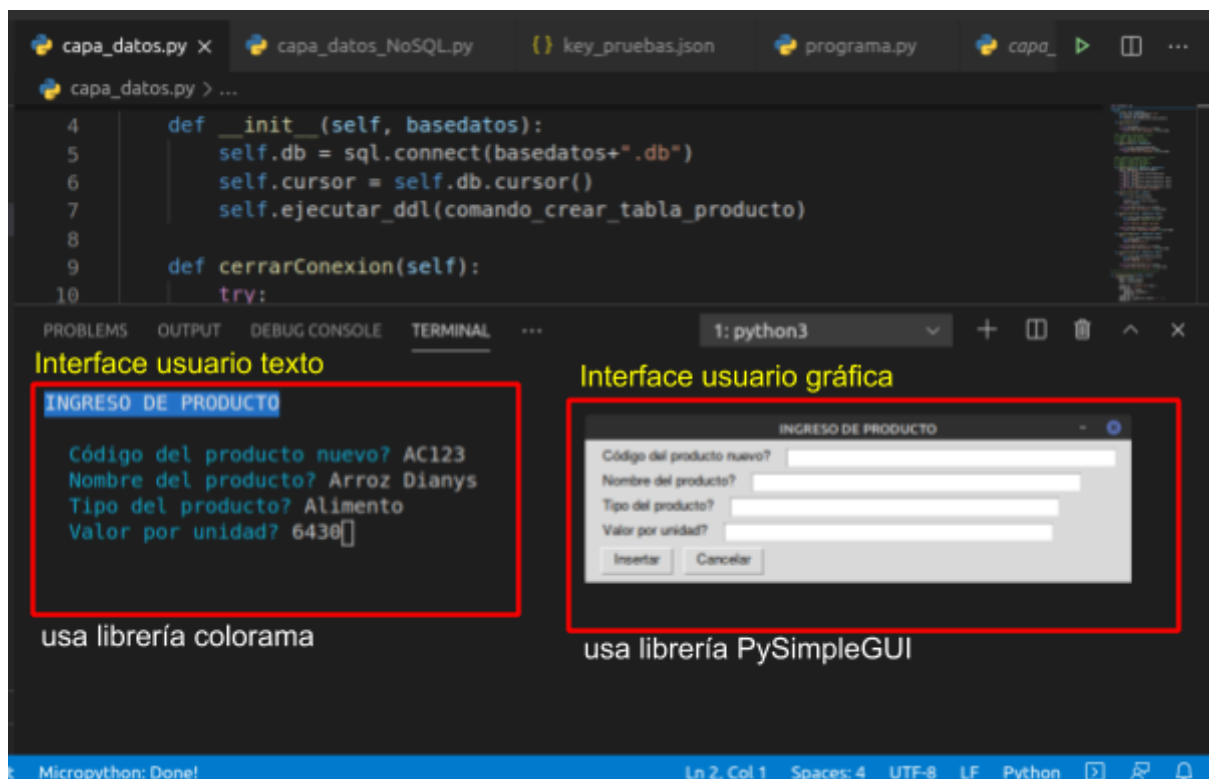 capa_datos.py × capa_datos_NoSQL.py {} key_pruebas.json programa.py capa_ ...
capa_datos.py > ...
4 def __init__(self, basedatos):
5 self.db = sql.connect(basedatos+".db")
6 self.cursor = self.db.cursor()
7 self.ejecutar_ddl(comando_crear_tabla_producto)
8
9 def cerrarConexion(self):
10 try:
PROBLEMS OUTPUT DEBUG CONSOLE TERMINAL ... 1: python3
Interface usuario texto
INGRESO DE PRODUCTO
Código del producto nuevo? AC123
Nombre del producto? Arroz Dianys
Tipo del producto? Alimento
Valor por unidad? 6430
usa librería colorama
Interface usuario gráfica
INGRESO DE PRODUCTO
Código del producto nuevo?
Nombre del producto?
Tipo del producto?
Valor por unidad?
Insertar Cancelar
usa librería PySimpleGUI
Micropython: Done! Ln 2, Col 1 Spaces: 4 UTF-8 LF Python